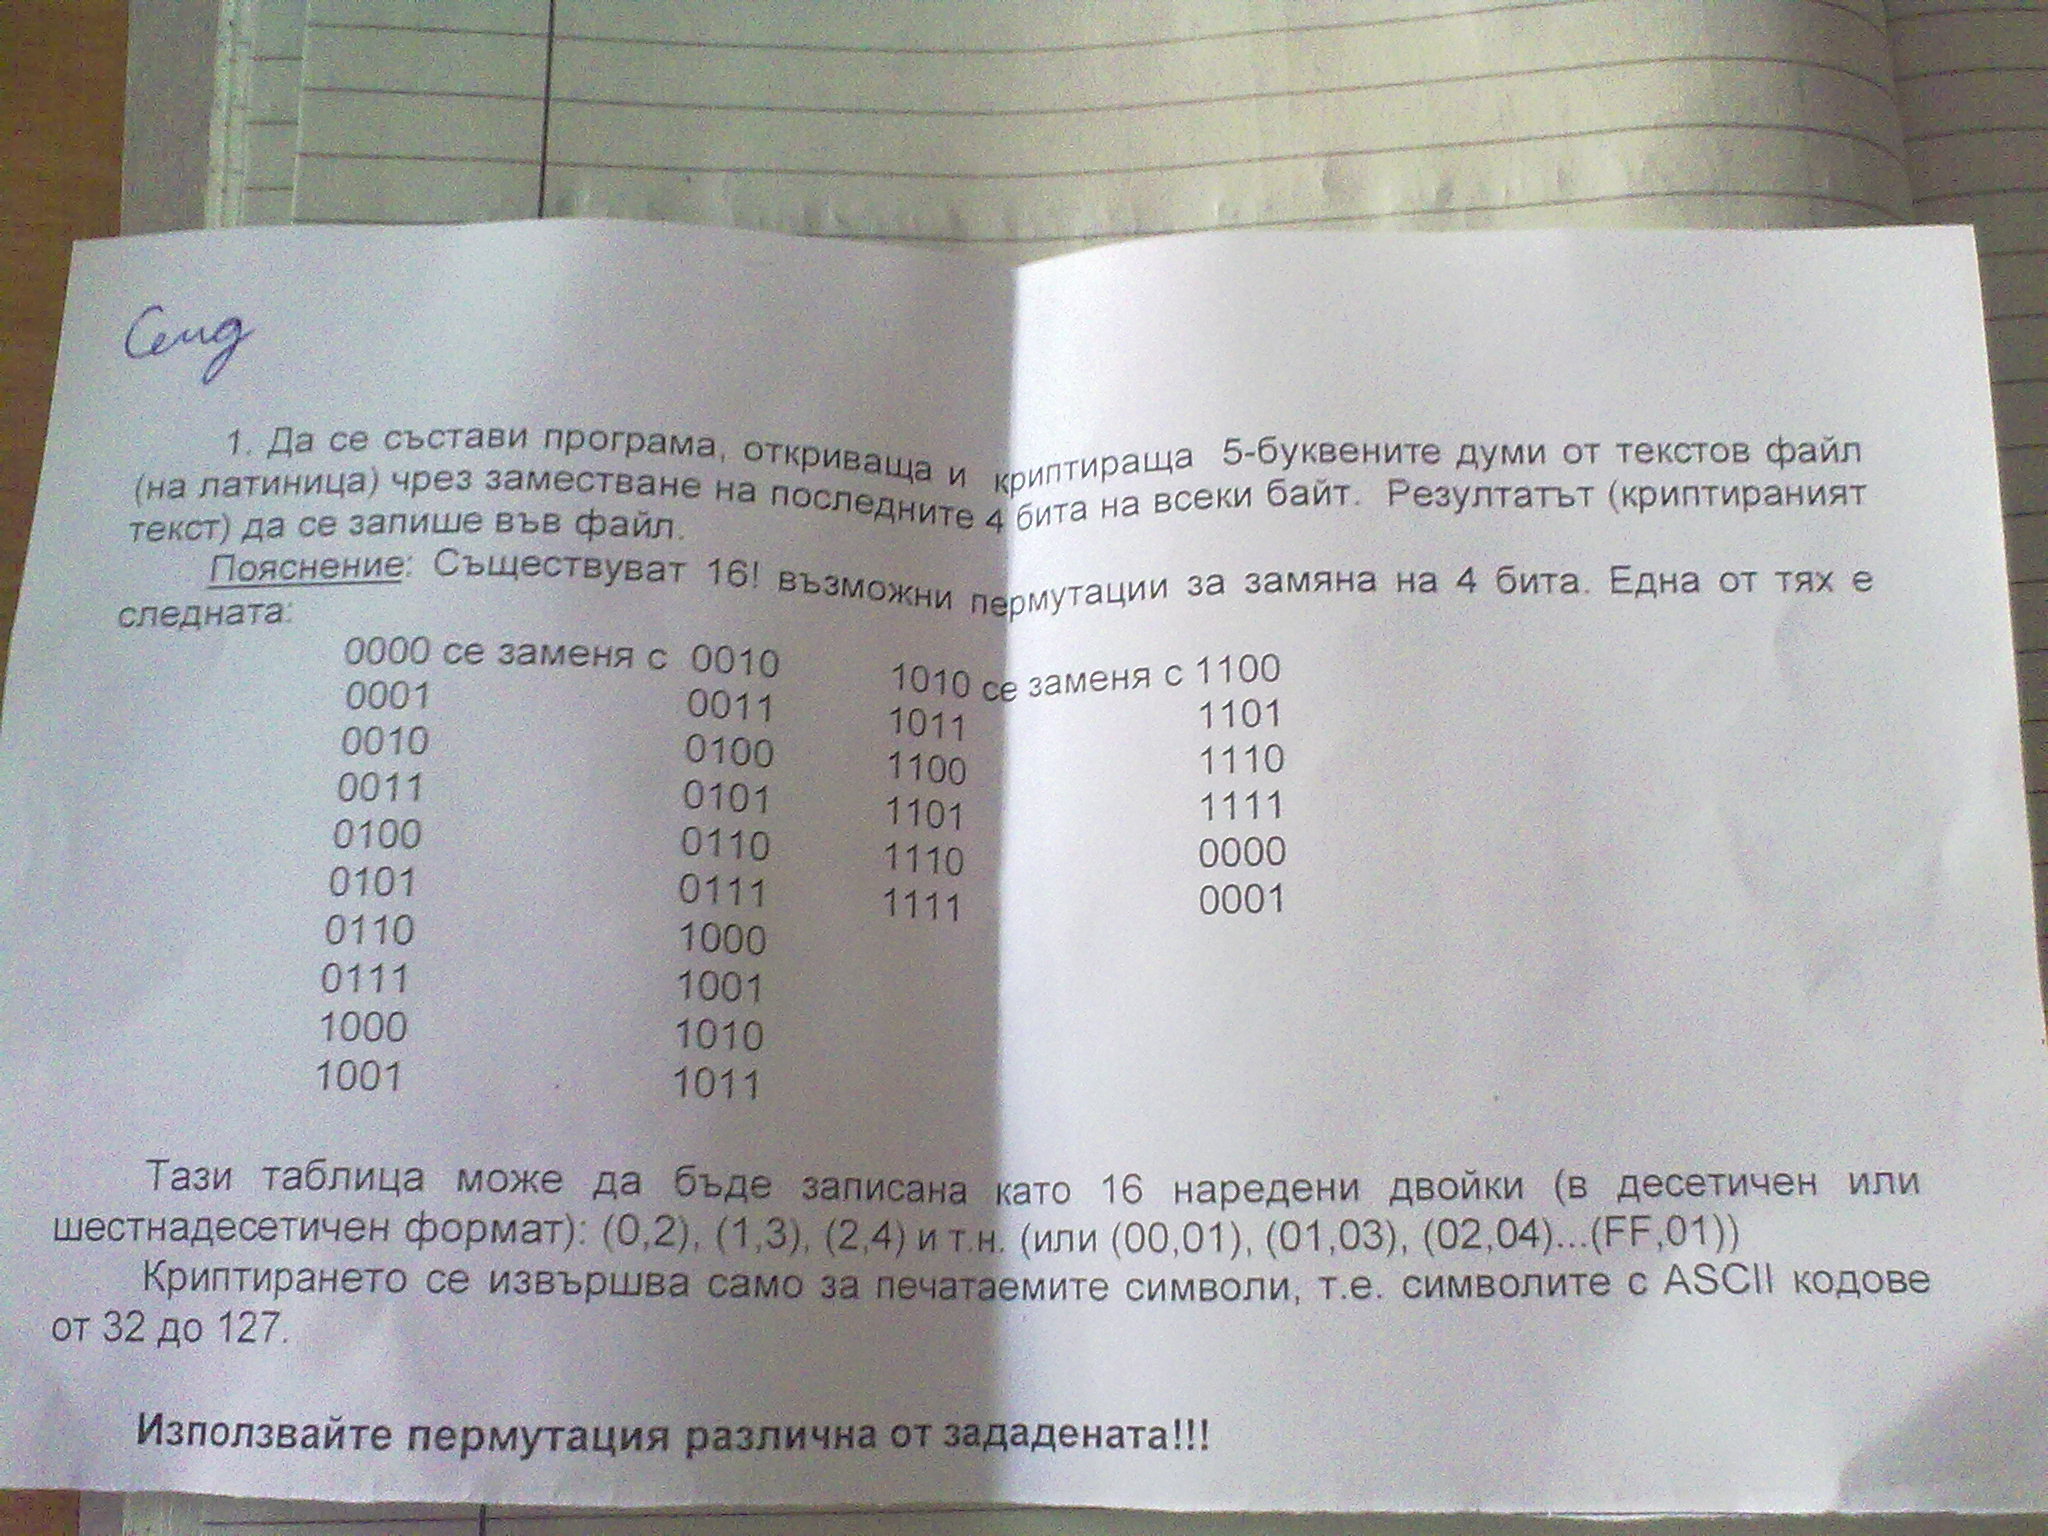 1. Да се състави програма, откриваща и криптираща 5-буквените думи от текстов файл
(на латиница) чрез заместване на последните 4 бита на всеки байт. Резултатът (криптираният
текст) да се запише във файл.
Пояснение: Съществуват 16! възможни пермутации за замяна на 4 бита. Една от тях е
следната:
0000 се заменя с 0010 1010 се заменя с 1100
0001 0011 1011 1101
0010 0100 1100 1110
0011 0101 1101 1111
0100 0110 1110 0000
0101 0111 1111 0001
0110 1000
0111 1001
1000 1010
1001 1011
Тази таблица може да бъде записана като 16 наредени двойки (в десетичен или
шестнадесетичен формат): (0,2), (1,3), (2,4) и т.н. (или (00,01), (01,03), (02,04)...(FF,01))
Криптирането се извършва само за печатаемите символи, т.е. символите с ASCII кодове
от 32 до 127.
Използвайте пермутация различна от зададената!!!